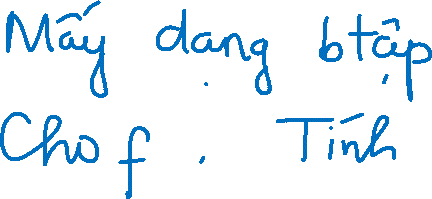 Mấy dạng btập
Cho f. Tính